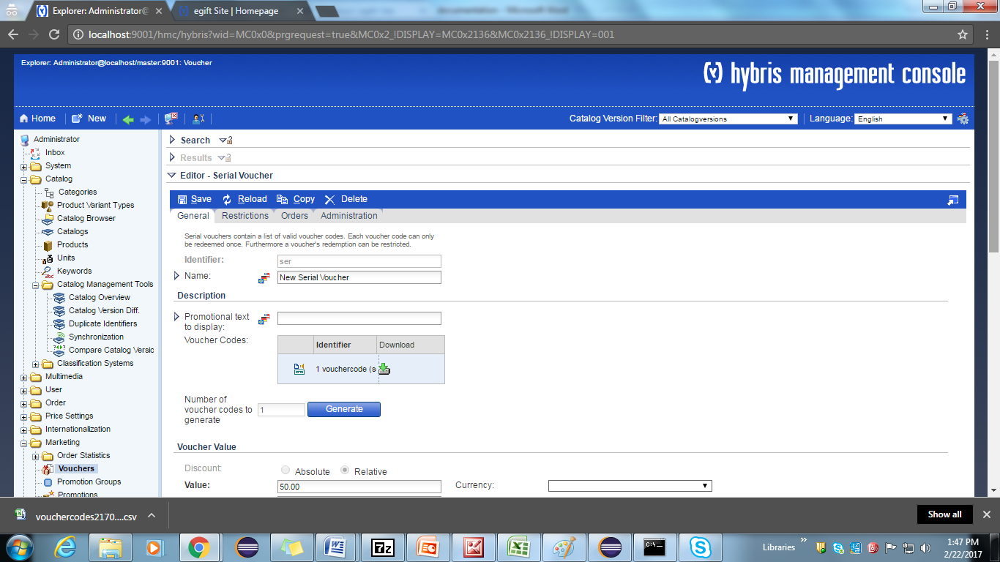 Explorer: Administrator@
egift Site | Homepage
localhost:9001/hmc/hybris?wid=MC0x0&prgrequest=true&MC0x2_!DISPLAY=MC0x2136&MC0x2136_!DISPLAY=001
Explorer: Administrator@localhost/master:9001: Voucher
hybris management console
Home New Catalog Version Filter: All Catalogversions Language: English
Administrator
Inbox
System
Catalog
Categories
Product Variant Types
Catalog Browser
Catalogs
Products
Units
Keywords
Catalog Management Tools
Catalog Overview
Catalog Version Diff.
Duplicate Identifiers
Synchronization
Compare Catalog Versic
Classification Systems
Multimedia
User
Order
Price Settings
Internationalization
Marketing
Order Statistics
Vouchers
Promotion Groups
Promotions
Search
Results
Editor - Serial Voucher
Save Reload Copy Delete
General Restrictions Orders Administration
Serial vouchers contain a list of valid voucher codes. Each voucher code can only
be redeemed once. Furthermore a voucher's redemption can be restricted.
Identifier: ser
Name: New Serial Voucher
Description
Promotional text
to display:
Voucher Codes:
Identifier Download
1 vouchercode (s
Number of
voucher codes to
generate
1 Generate
Voucher Value
Discount: Absolute Relative
Value: 50.00 Currency:
vouchercodes2170....csv
Show all
Libraries
1:47 PM
2/22/2017